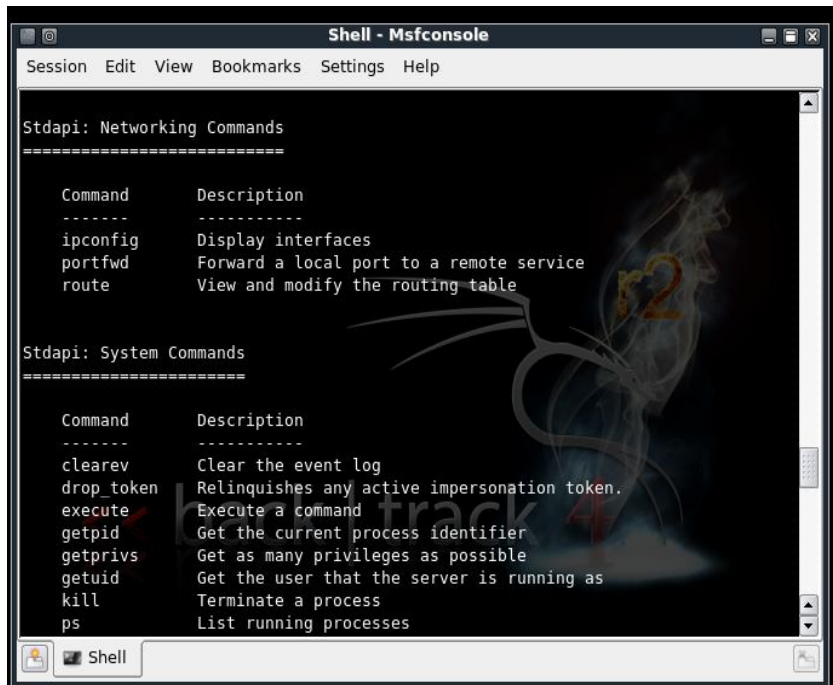 Shell - Msfconsole
Session Edit View Bookmarks Settings Help
Stdapi: Networking Commands
===========================
Command Description
------- -----------
ipconfig Display interfaces
portfwd Forward a local port to a remote service
route View and modify the routing table
Stdapi: System Commands
=======================
Command Description
------- -----------
clearev Clear the event log
drop_token Relinquishes any active impersonation token.
execute Execute a command
getpid Get the current process identifier
getprivs Get as many privileges as possible
getuid Get the user that the server is running as
kill Terminate a process
ps List running processes
r2
<< back | track 4
Shell